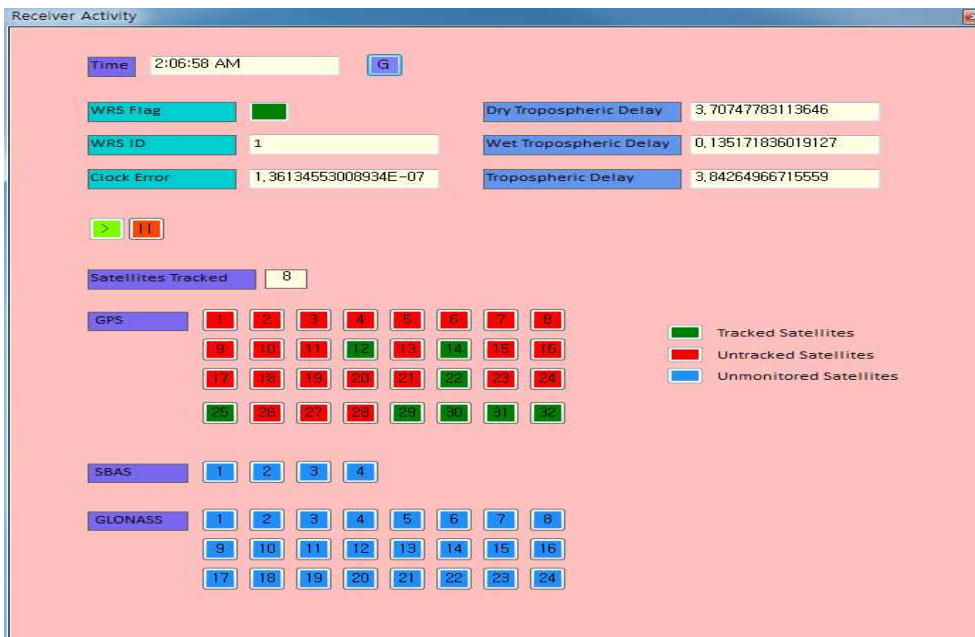 Receiver Activity
Time 2:06:58 AM G
WRS Flag Dry Tropospheric Delay 3,70747783113646
WRS ID 1 Wet Tropospheric Delay 0,135171836019127
Clock Error 1,36134553008934E-07 Tropospheric Delay 3,84264966715559
> II
Satellites Tracked 8
GPS 1 2 3 4 5 6 7 8
Tracked Satellites
9 10 11 12 13 14 15 16
Untracked Satellites
17 18 19 20 21 22 23 24
Unmonitored Satellites
25 26 27 28 29 30 31 32
SBAS 1 2 3 4
GLONASS 1 2 3 4 5 6 7 8
9 10 11 12 13 14 15 16
17 18 19 20 21 22 23 24